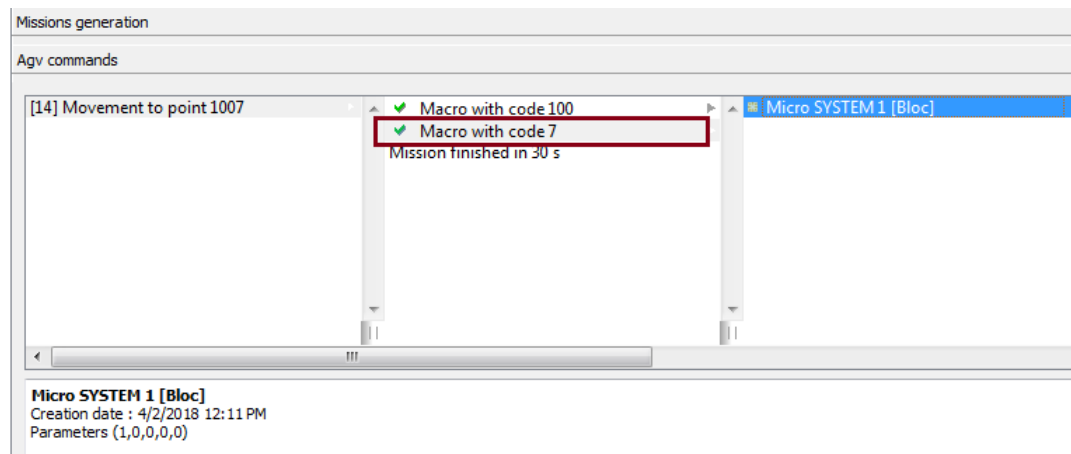 Missions generation
Agv commands
[14] Movement to point 1007
Macro with code 100
Macro with code 7
Mission finished in 30 s
Micro SYSTEM 1 [Bloc]
Micro SYSTEM 1 [Bloc]
Creation date : 4/2/2018 12:11 PM
Parameters (1,0,0,0,0)